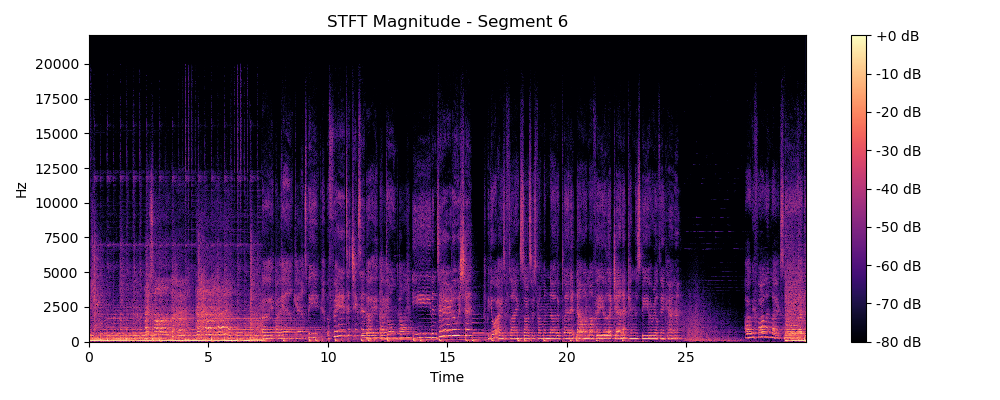 STFT Magnitude - Segment 6
20000
17500
15000
12500
10000
7500
5000
2500
0
Hz
0 5 10 15 20 25
Time
+0 dB
-10 dB
-20 dB
-30 dB
-40 dB
-50 dB
-60 dB
-70 dB
-80 dB